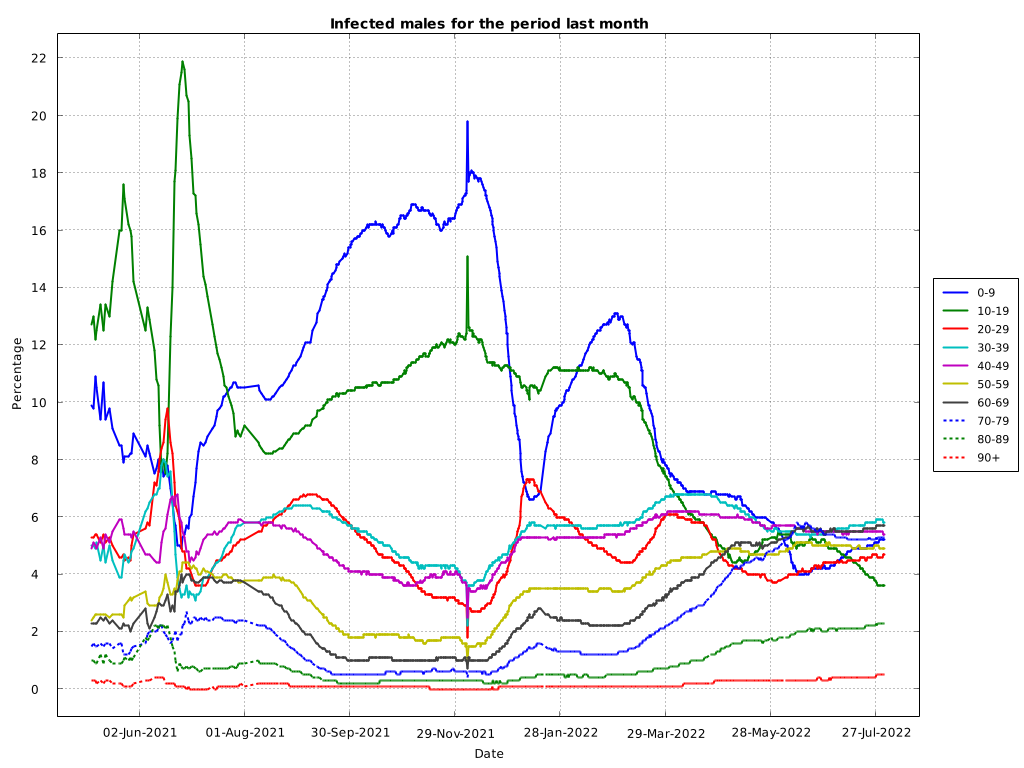 Infected males for the period last month
Percentage
22
20
18
16
14
12
10
8
6
4
2
0
02-Jun-2021
01-Aug-2021
30-Sep-2021
29-Nov-2021
28-Jan-2022
29-Mar-2022
28-May-2022
27-Jul-2022
Date
0-9
10-19
20-29
30-39
40-49
50-59
60-69
70-79
80-89
90+